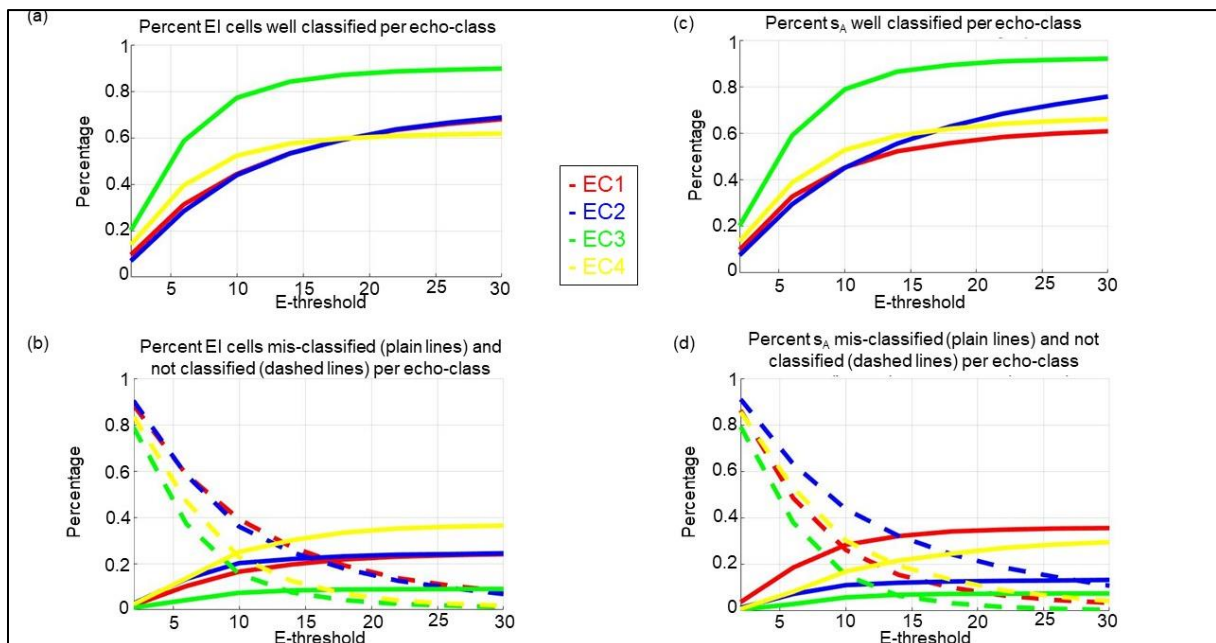 (a)
Percent EI cells well classified per echo-class
Percentage
1
0.8
0.6
0.4
0.2
0
5 10 15 20 25 30
E-threshold
(c)
Percent sA well classified per echo-class
Percentage
1
0.8
0.6
0.4
0.2
0
5 10 15 20 25 30
E-threshold
EC1
EC2
EC3
EC4
(b)
Percent EI cells mis-classified (plain lines) and
not classified (dashed lines) per echo-class
Percentage
1
0.8
0.6
0.4
0.2
0
5 10 15 20 25 30
E-threshold
(d)
Percent sA mis-classified (plain lines) and not
classified (dashed lines) per echo-class
Percentage
1
0.8
0.6
0.4
0.2
0
5 10 15 20 25 30
E-threshold